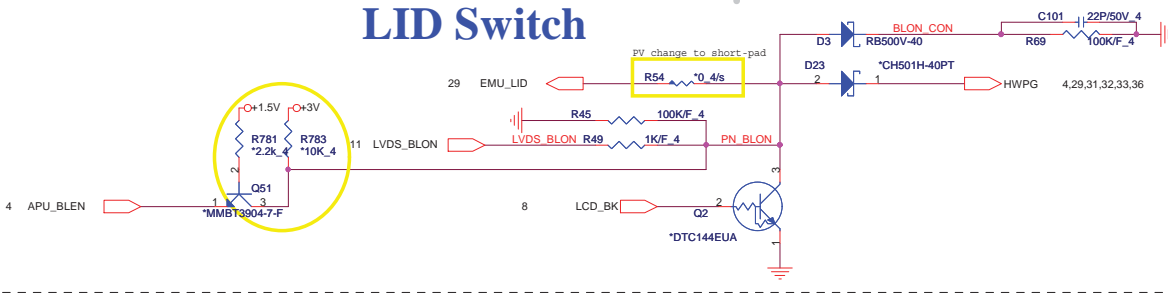 LID Switch
C101 22P/50V_4
BLON_CON
D3 RB500V-40 R69 100K/F_4
PV change to short-pad
D23 *CH501H-40PT
29 EMU_LID R54 *0_4/s 2 1 HWPG 4,29,31,32,33,36
+1.5V +3V
R45 100K/F_4
R781 R783
*2.2k_4 *10K_4
11 LVDS_BLON LVDS_BLON R49 1K/F_4 PN_BLON
2 3
Q51
4 APU_BLEN 1 3 8 LCD_BK 2 Q2
*MMBT3904-7-F
*DTC144EUA
1